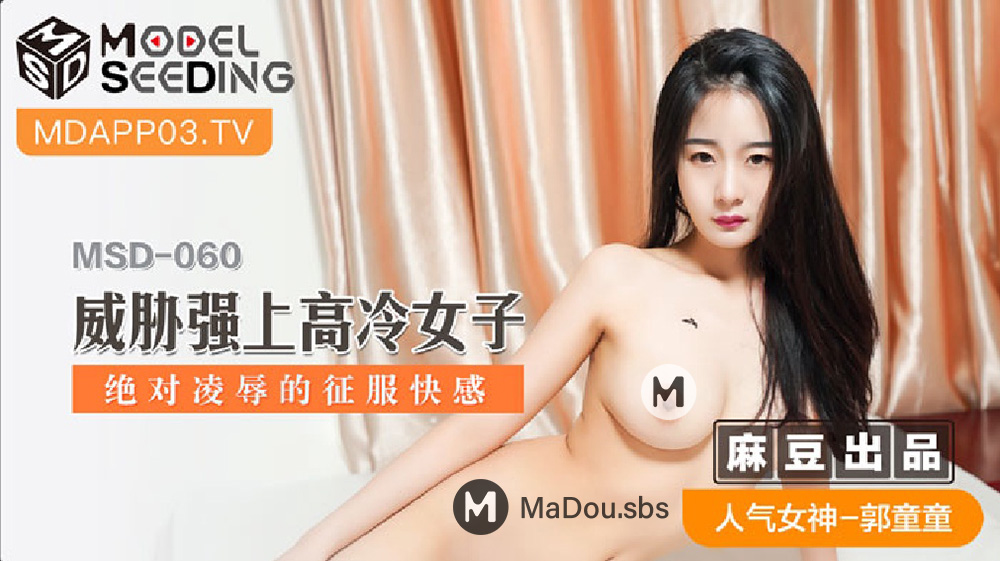 MSD
MODEL
SEEDING
MDAPP03.TV
MSD-060
威胁强上高冷女子
绝对凌辱的征服快感
M
麻豆出品
M MaDou.sbs
人气女神-郭童童